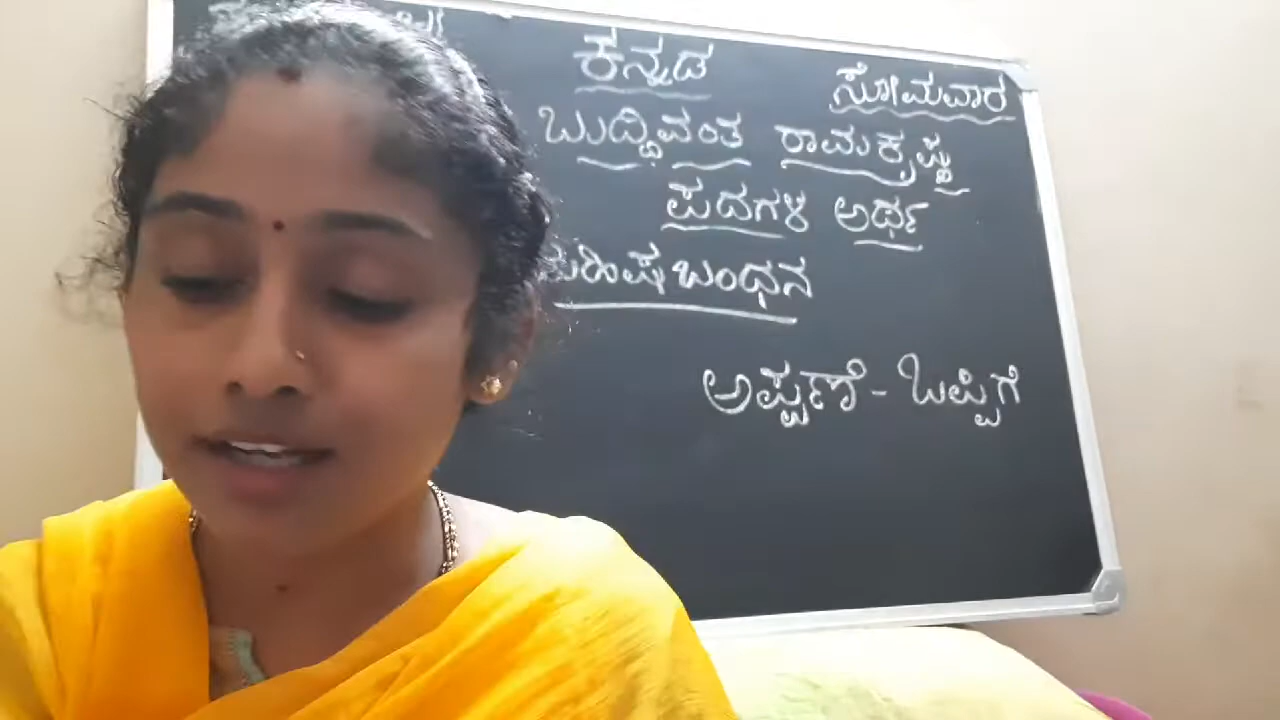 ಕನ್ನಡ
ಸೋಮವಾರ
ಬುದ್ಧಿವಂತ ರಾಮಕೃಷ್ಣ
ಪದಗಳ ಅರ್ಥ
ಬಂಧನ
ಅಪ್ಪಣೆ - ಒಪ್ಪಿಗೆ